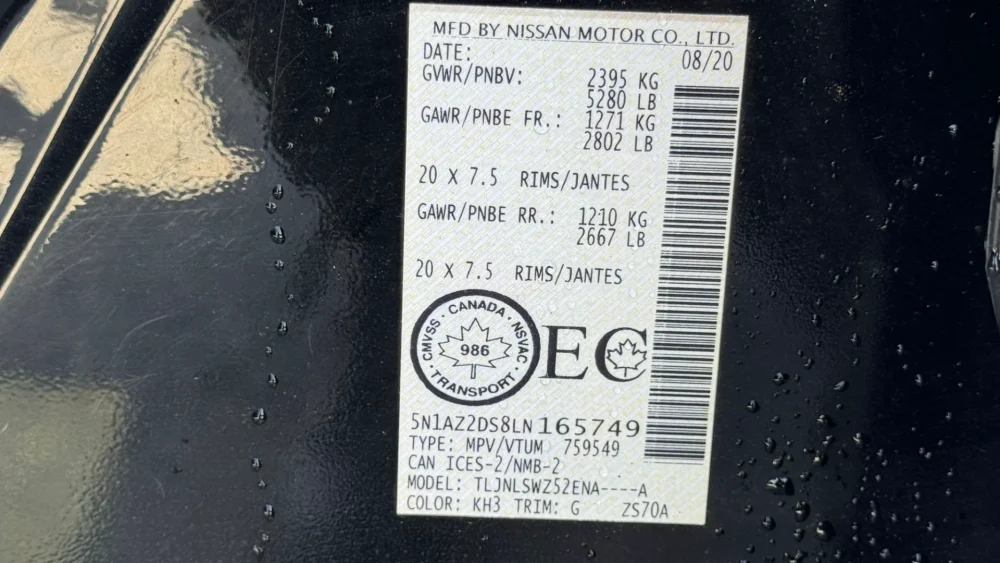 MFD BY NISSAN MOTOR CO., LTD.
DATE: 08/20
GVWR/PNBV: 2395 KG
5280 LB
GAWR/PNBE FR.: 1271 KG
2802 LB
20 X 7.5 RIMS/JANTES
GAWR/PNBE RR.: 1210 KG
2667 LB
20 X 7.5 RIMS/JANTES
CMVSS · CANADA · NSVAC
986
· TRANSPORT ·
EC
5N1AZ2DS8LN165749
TYPE: MPV/VTUM 759549
CAN ICES-2/NMB-2
MODEL: TLJNLSWZ52ENA----A
COLOR: KH3 TRIM: G ZS70A